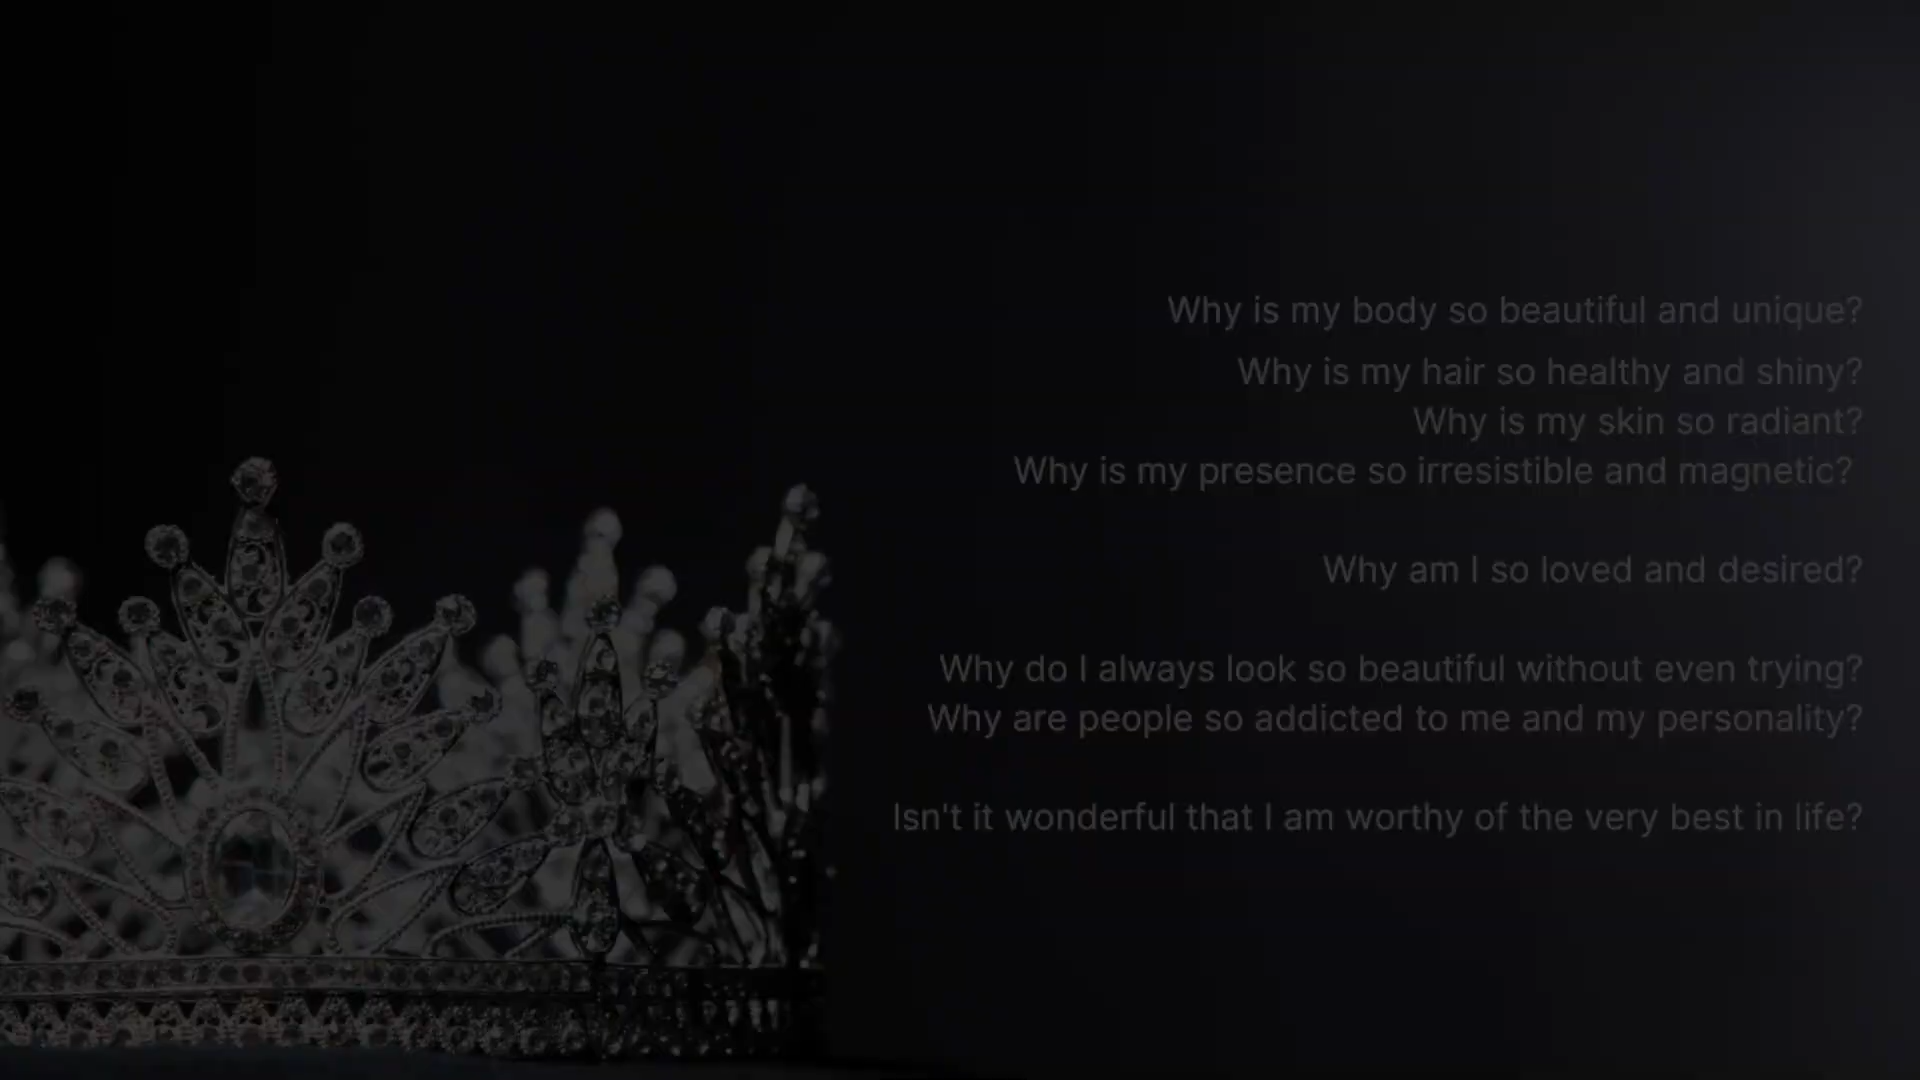 Why is my body so beautiful and unique?
Why is my hair so healthy and shiny?
Why is my skin so radiant?
Why is my presence so irresistible and magnetic?
Why am I so loved and desired?
Why do I always look so beautiful without even trying?
Why are people so addicted to me and my personality?
Isn't it wonderful that I am worthy of the very best in life?